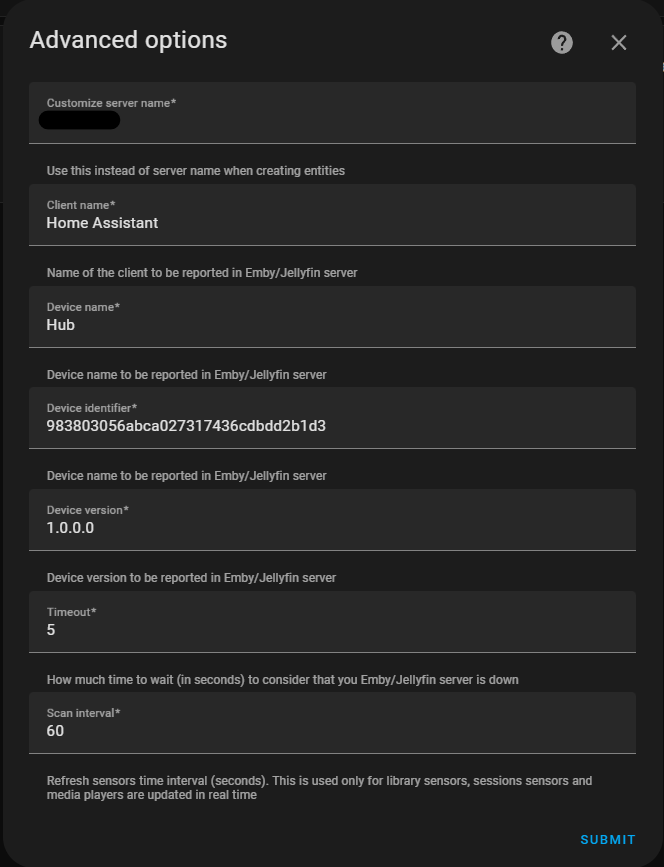 Advanced options
?
Customize server name*
Use this instead of server name when creating entities
Client name*
Home Assistant
Name of the client to be reported in Emby/Jellyfin server
Device name*
Hub
Device name to be reported in Emby/Jellyfin server
Device identifier*
983803056abca027317436cdbdd2b1d3
Device name to be reported in Emby/Jellyfin server
Device version*
1.0.0.0
Device version to be reported in Emby/Jellyfin server
Timeout*
5
How much time to wait (in seconds) to consider that you Emby/Jellyfin server is down
Scan interval*
60
Refresh sensors time interval (seconds). This is used only for library sensors, sessions sensors and
media players are updated in real time
SUBMIT